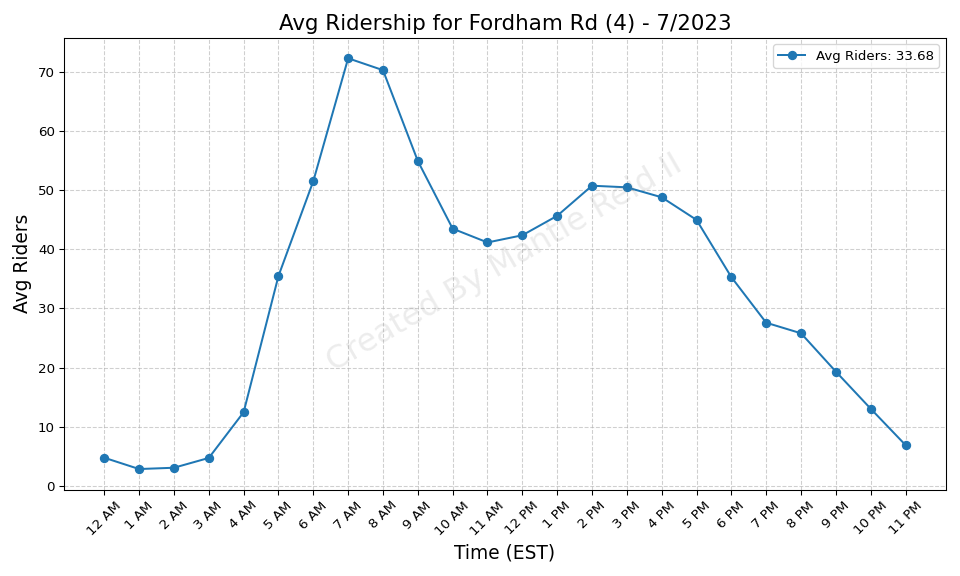 Avg Ridership for Fordham Rd (4) - 7/2023
Avg Riders: 33.68
Avg Riders
70
60
50
40
30
20
10
0
Created By Mantle Reid II
12 AM
1 AM
2 AM
3 AM
4 AM
5 AM
6 AM
7 AM
8 AM
9 AM
10 AM
11 AM
12 PM
1 PM
2 PM
3 PM
4 PM
5 PM
6 PM
7 PM
8 PM
9 PM
10 PM
11 PM
Time (EST)